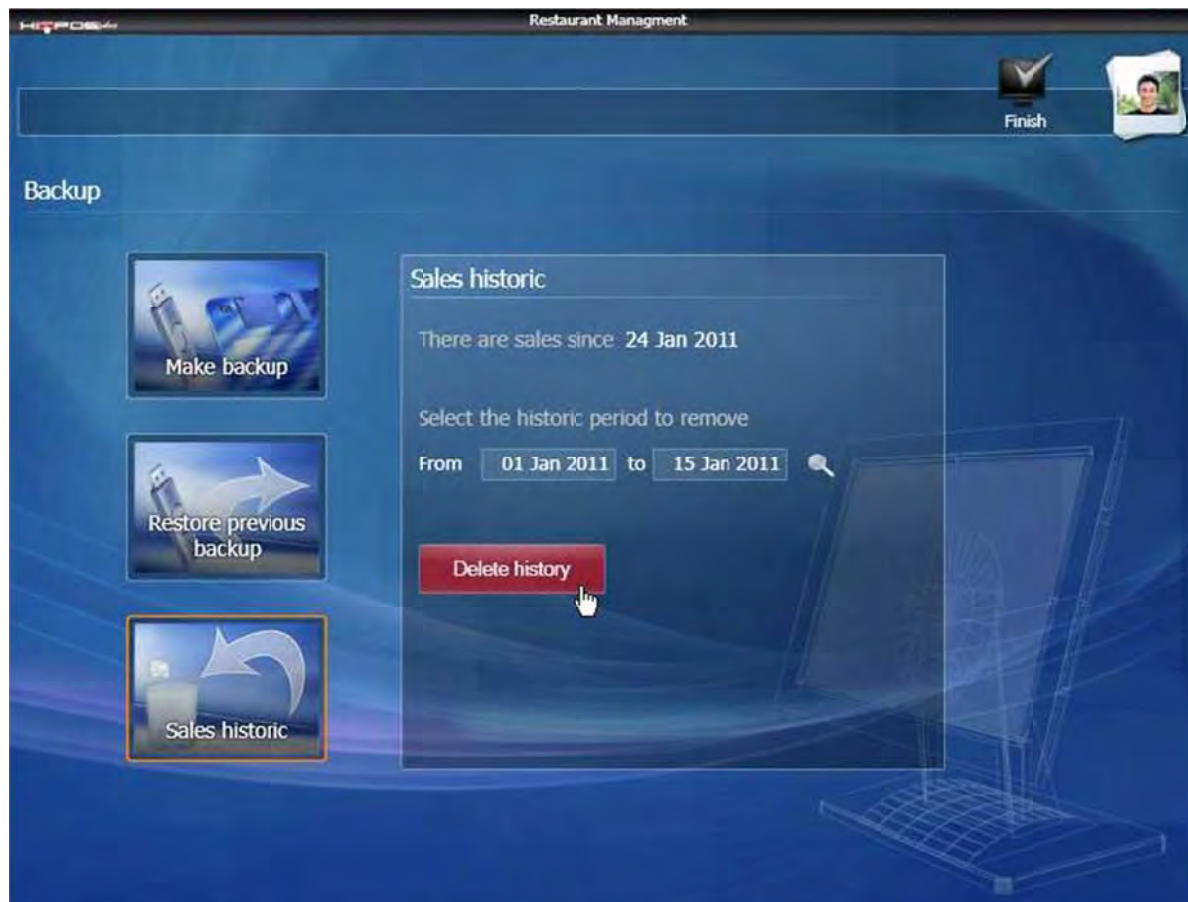 Restaurant Managment
Finish
Backup
Make backup
Restore previous
backup
Sales historic
Sales historic
There are sales since 24 Jan 2011
Select the historic period to remove
From 01 Jan 2011 to 15 Jan 2011
Delete history